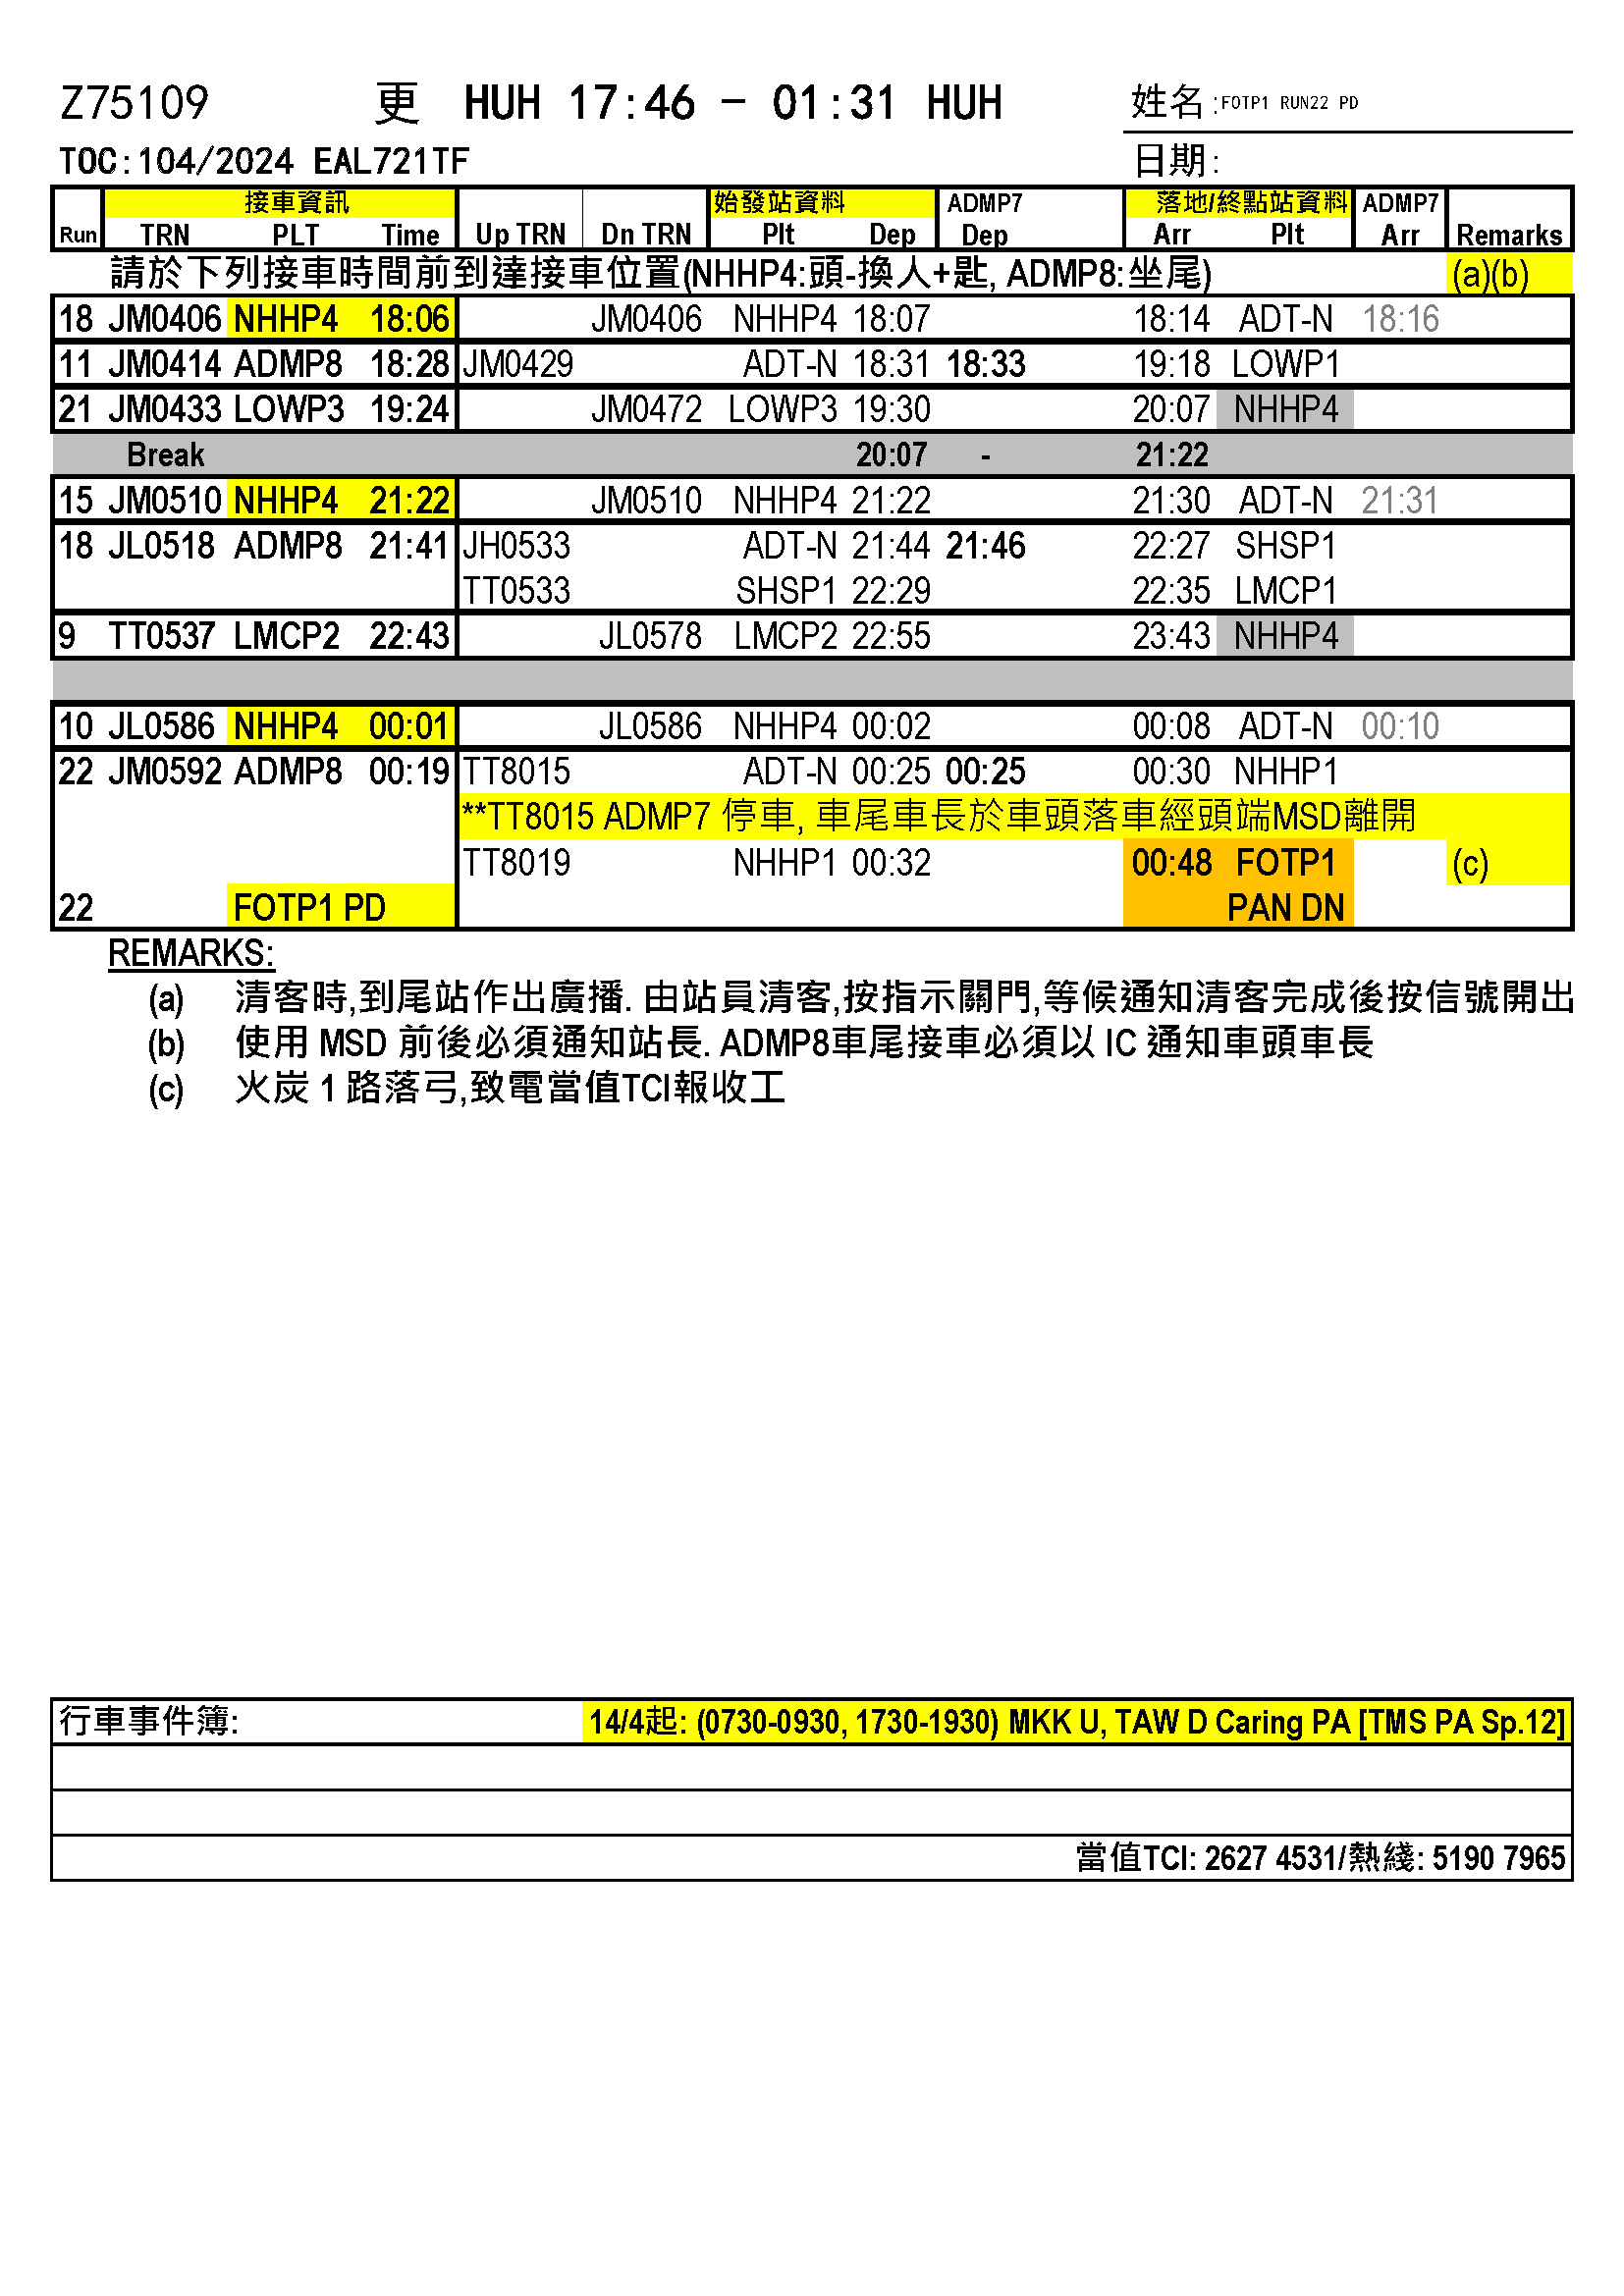 Z75109 更 HUH 17:46 - 01:31 HUH 姓名:FOTP1 RUN22 PD
TOC:104/2024 EAL721TF 日期:
接車資訊 始發站資料 ADMP7 落地/終點站資料 ADMP7
Run TRN PLT Time Up TRN Dn TRN Plt Dep Dep Arr Plt Arr Remarks
請於下列接車時間前到達接車位置(NHHP4:頭-換人+匙, ADMP8:坐尾) (a)(b)
18 JM0406 NHHP4 18:06 JM0406 NHHP4 18:07 18:14 ADT-N 18:16
11 JM0414 ADMP8 18:28 JM0429 ADT-N 18:31 18:33 19:18 LOWP1
21 JM0433 LOWP3 19:24 JM0472 LOWP3 19:30 20:07 NHHP4
Break 20:07 - 21:22
15 JM0510 NHHP4 21:22 JM0510 NHHP4 21:22 21:30 ADT-N 21:31
18 JL0518 ADMP8 21:41 JH0533 ADT-N 21:44 21:46 22:27 SHSP1
TT0533 SHSP1 22:29 22:35 LMCP1
9 TT0537 LMCP2 22:43 JL0578 LMCP2 22:55 23:43 NHHP4
10 JL0586 NHHP4 00:01 JL0586 NHHP4 00:02 00:08 ADT-N 00:10
22 JM0592 ADMP8 00:19 TT8015 ADT-N 00:25 00:25 00:30 NHHP1
**TT8015 ADMP7 停車, 車尾車長於車頭落車經頭端MSD離開
TT8019 NHHP1 00:32 00:48 FOTP1 (c)
22 FOTP1 PD PAN DN
REMARKS:
(a) 清客時,到尾站作出廣播. 由站員清客,按指示關門,等候通知清客完成後按信號開出
(b) 使用 MSD 前後必須通知站長. ADMP8車尾接車必須以 IC 通知車頭車長
(c) 火炭 1 路落弓,致電當值TCI報收工
行車事件簿: 14/4起: (0730-0930, 1730-1930) MKK U, TAW D Caring PA [TMS PA Sp.12]
當值TCI: 2627 4531/熱綫: 5190 7965